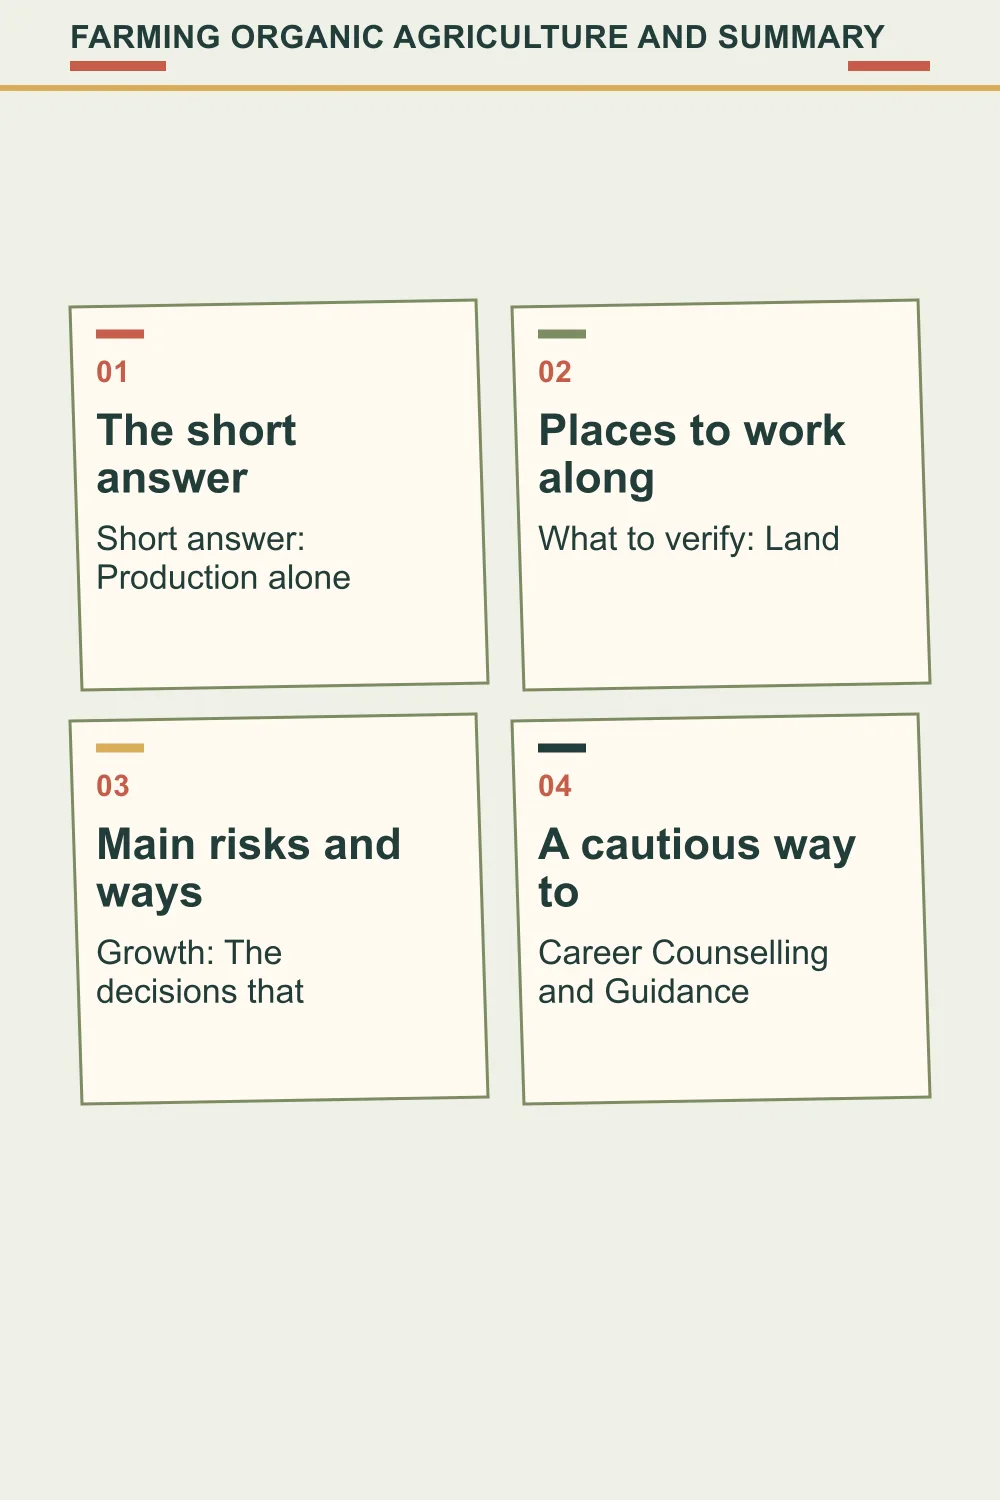 FARMING ORGANIC AGRICULTURE AND SUMMARY
01
The short
answer
Short answer:
Production alone
02
Places to work
along
What to verify: Land
03
Main risks and
ways
Growth: The
decisions that
04
A cautious way
to
Career Counselling
and Guidance